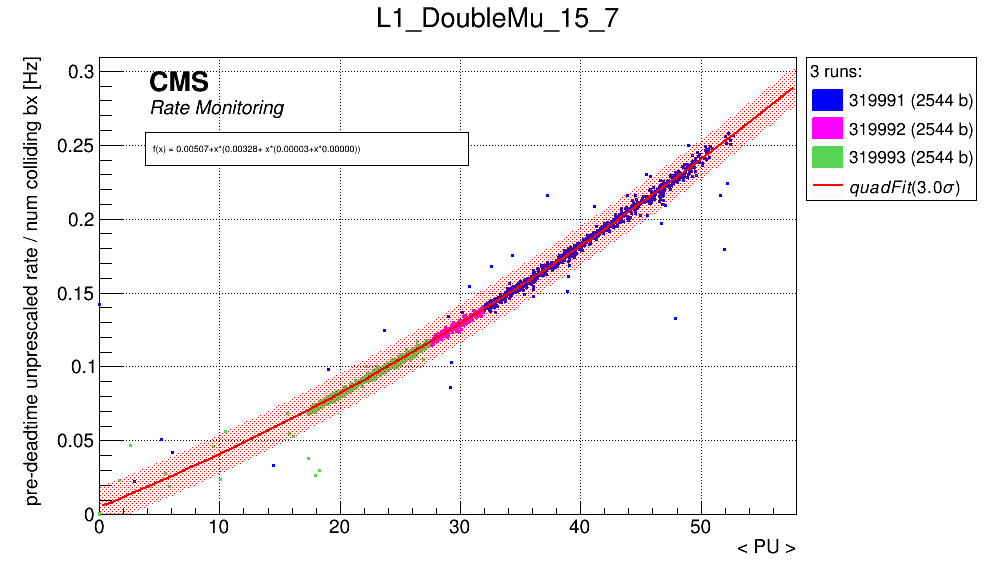 L1_DoubleMu_15_7
pre-deadtime unprescaled rate / num colliding bx [Hz]
CMS
Rate Monitoring
f(x) = 0.00507+x*(0.00328+ x*(0.00003+x*0.00000))
0.3
0.25
0.2
0.15
0.1
0.05
0
0 10 20 30 40 50
< PU >
3 runs:
319991 (2544 b)
319992 (2544 b)
319993 (2544 b)
quadFit(3.0σ)